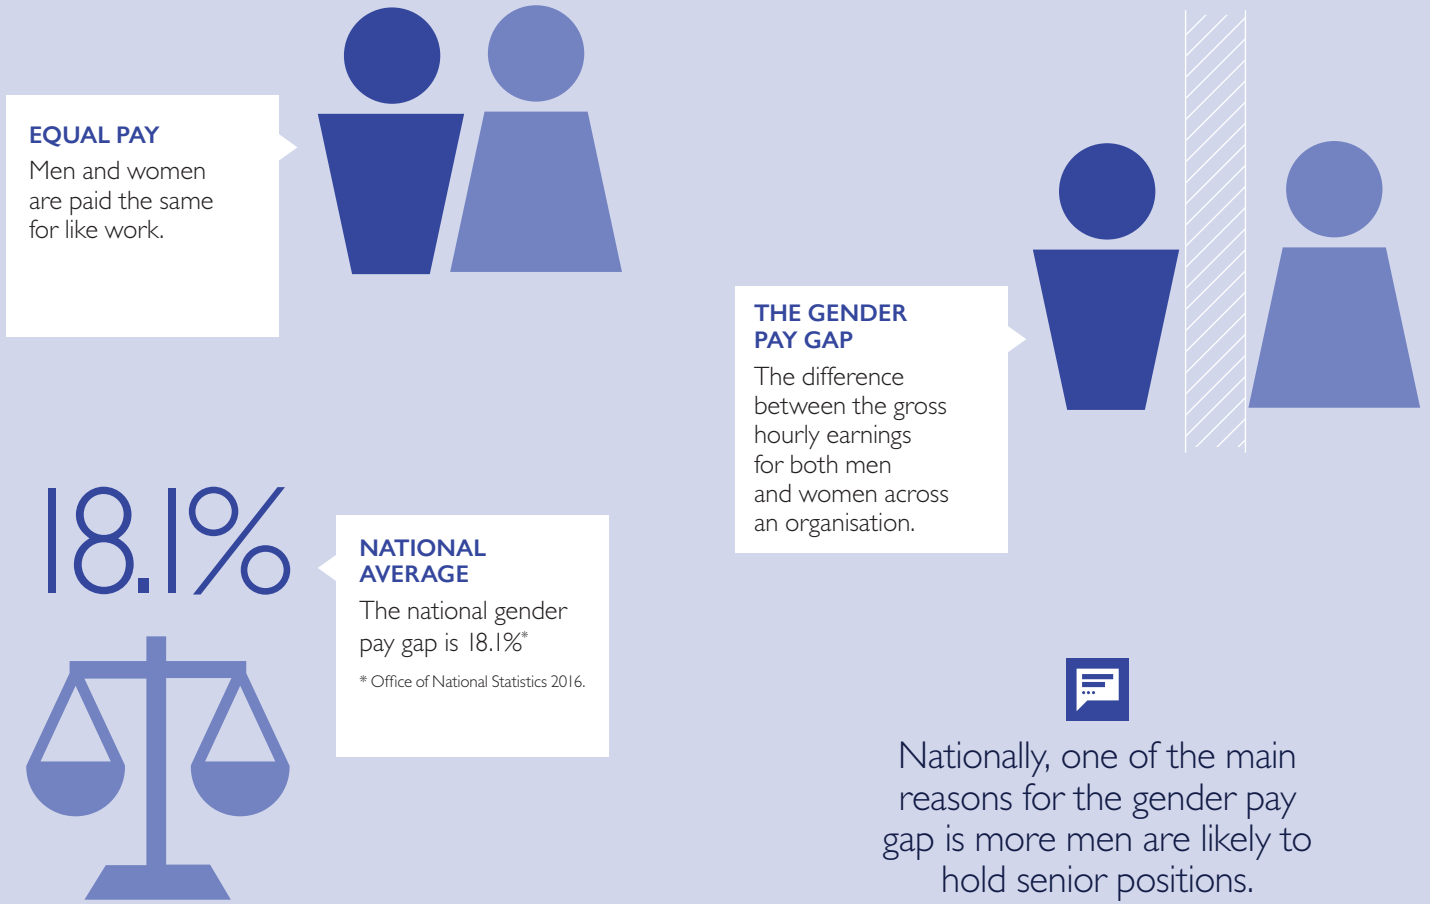 EQUAL PAY
Men and women
are paid the same
for like work.
THE GENDER
PAY GAP
The difference
between the gross
hourly earnings
for both men
and women across
an organisation.
18.1%
NATIONAL
AVERAGE
The national gender
pay gap is 18.1%*
* Office of National Statistics 2016.
Nationally, one of the main
reasons for the gender pay
gap is more men are likely to
hold senior positions.